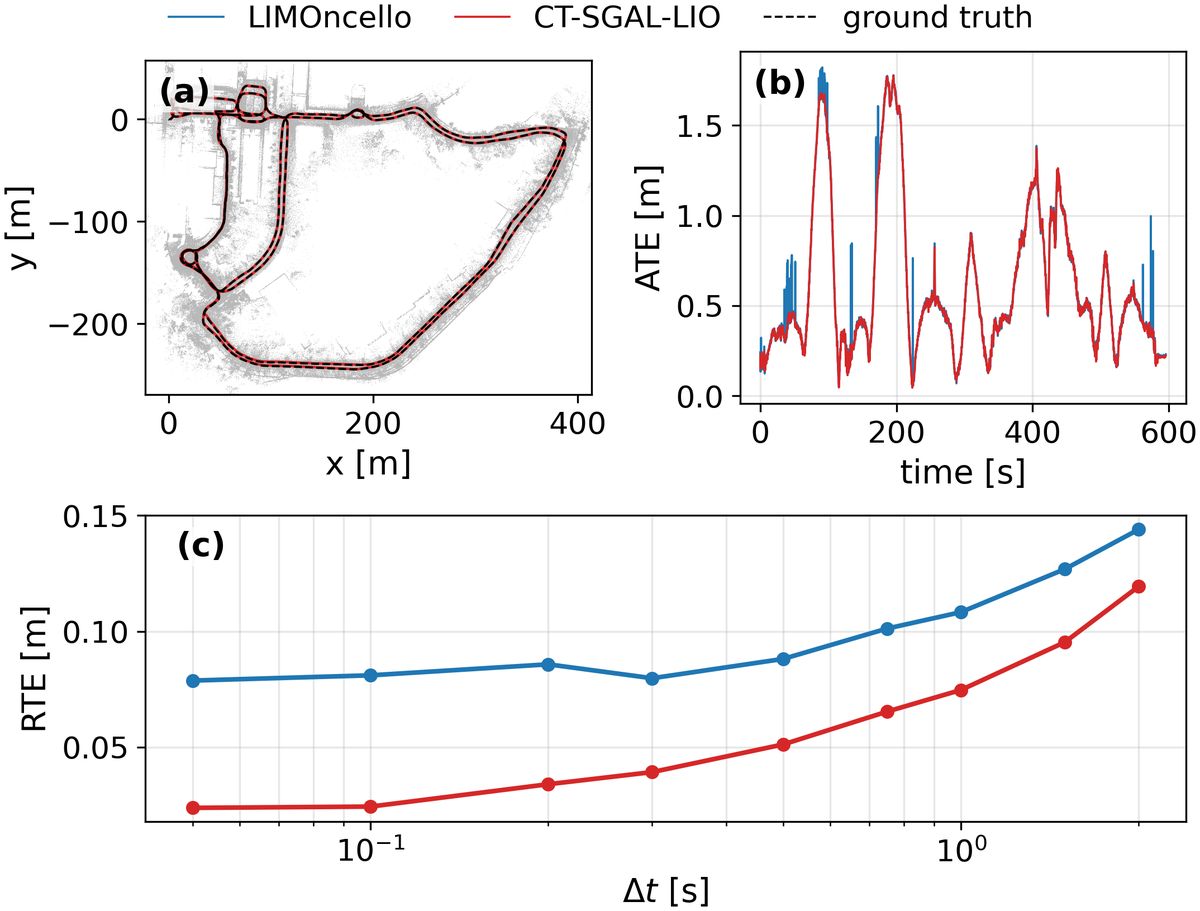 LIMOncello CT-SGAL-LIO ground truth
(a)
0
−100
−200
y [m]
0 200 400
x [m]
(b)
1.5
1.0
0.5
0.0
ATE [m]
0 200 400 600
time [s]
(c)
0.15
0.10
0.05
RTE [m]
10⁻¹ 10⁰
Δt [s]